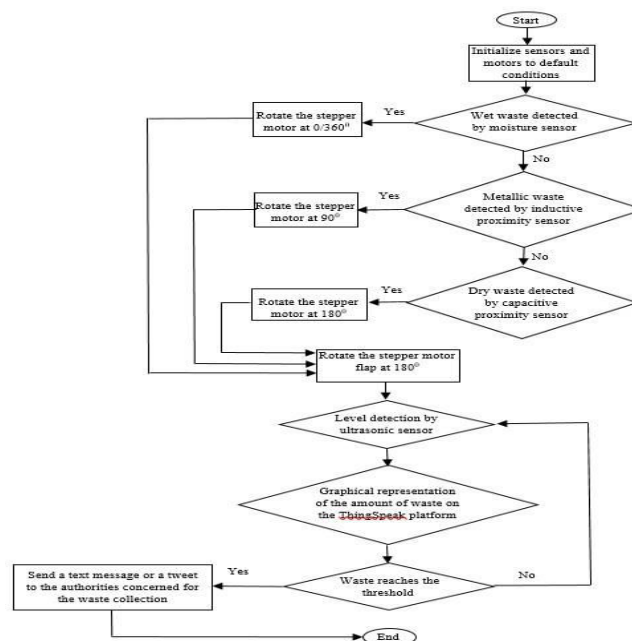 Start
Initialize sensors and
motors to default
conditions
Rotate the stepper
motor at 0/360°
Yes
Wet waste detected
by moisture sensor
No
Rotate the stepper
motor at 90°
Yes
Metallic waste
detected by inductive
proximity sensor
No
Rotate the stepper
motor at 180°
Yes
Dry waste detected
by capacitive
proximity sensor
Rotate the stepper motor
flap at 180°
Level detection by
ultrasonic sensor
Graphical representation
of the amount of waste on
the ThingSpeak platform
Send a text message or a tweet
to the authorities concerned for
the waste collection
Yes
Waste reaches the
threshold
No
End